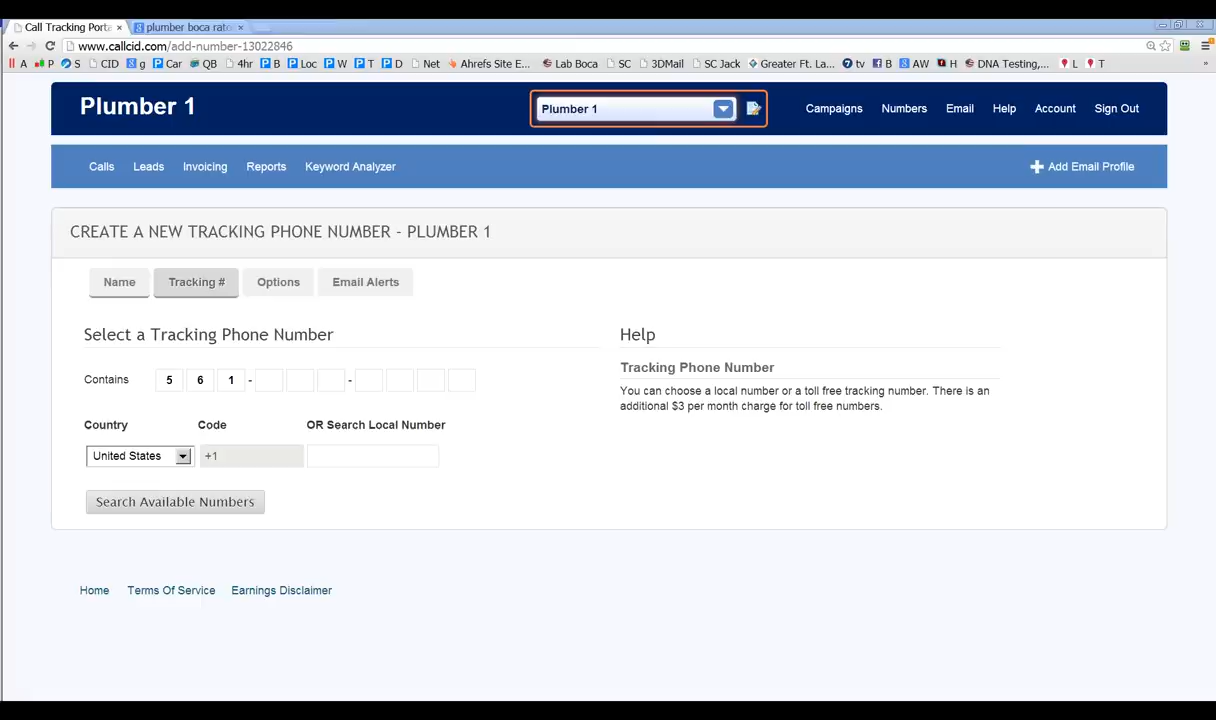 Call Tracking Porta × plumber boca rato ×
www.callcid.com/add-number-13022846
A P S CID g P Car QB 4hr P B P Loc P W P T P D Net Ahrefs Site E... Lab Boca SC 3DMail SC Jack Greater Ft. La... tv B AW H DNA Testing,... L T »
Plumber 1
Plumber 1
Campaigns Numbers Email Help Account Sign Out
Calls Leads Invoicing Reports Keyword Analyzer
Add Email Profile
CREATE A NEW TRACKING PHONE NUMBER - PLUMBER 1
Name Tracking # Options Email Alerts
Select a Tracking Phone Number
Contains 5 6 1 - -
Country Code OR Search Local Number
United States +1
Search Available Numbers
Help
Tracking Phone Number
You can choose a local number or a toll free tracking number. There is an
additional $3 per month charge for toll free numbers.
Home Terms Of Service Earnings Disclaimer